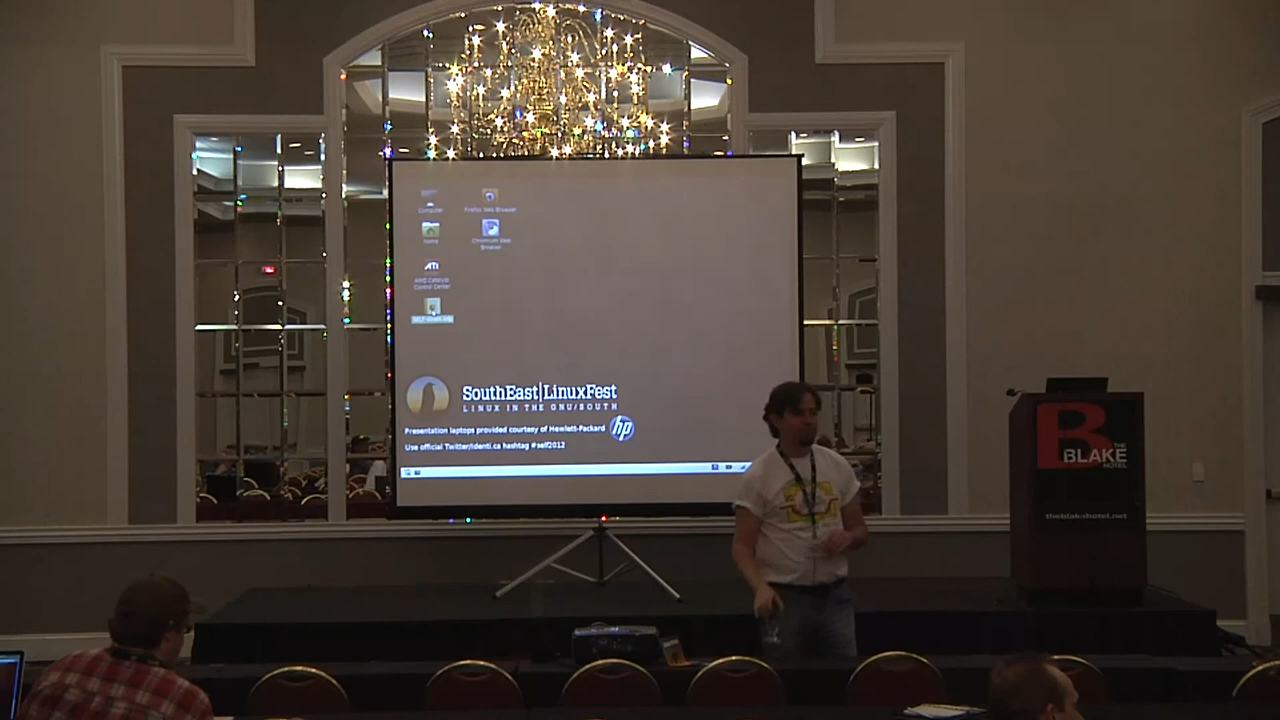 Computer
Firefox Web Browser
Home
Chromium Web
Browser
ATI
AMD Catalyst
Control Center
SouthEast|LinuxFest
LINUX IN THE GNU/SOUTH
Presentation laptops provided courtesy of Hewlett-Packard
hp
Use official Twitter/identi.ca hashtag #self2012
B
THE
BLAKE
HOTEL
theblakehotel.net